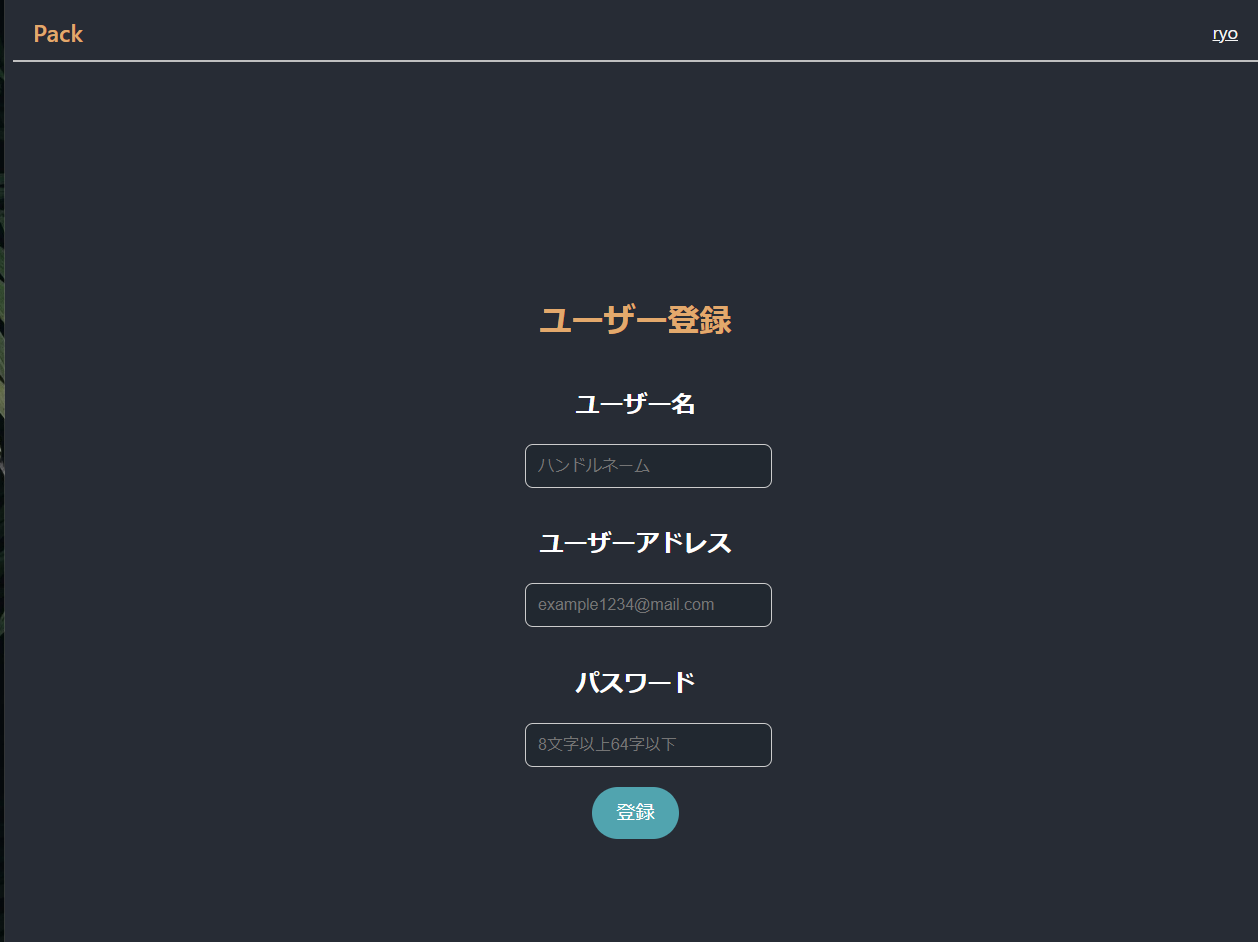 Pack
ryo
ユーザー登録
ユーザー名
ハンドルネーム
ユーザーアドレス
example1234@mail.com
パスワード
8文字以上64字以下
登録